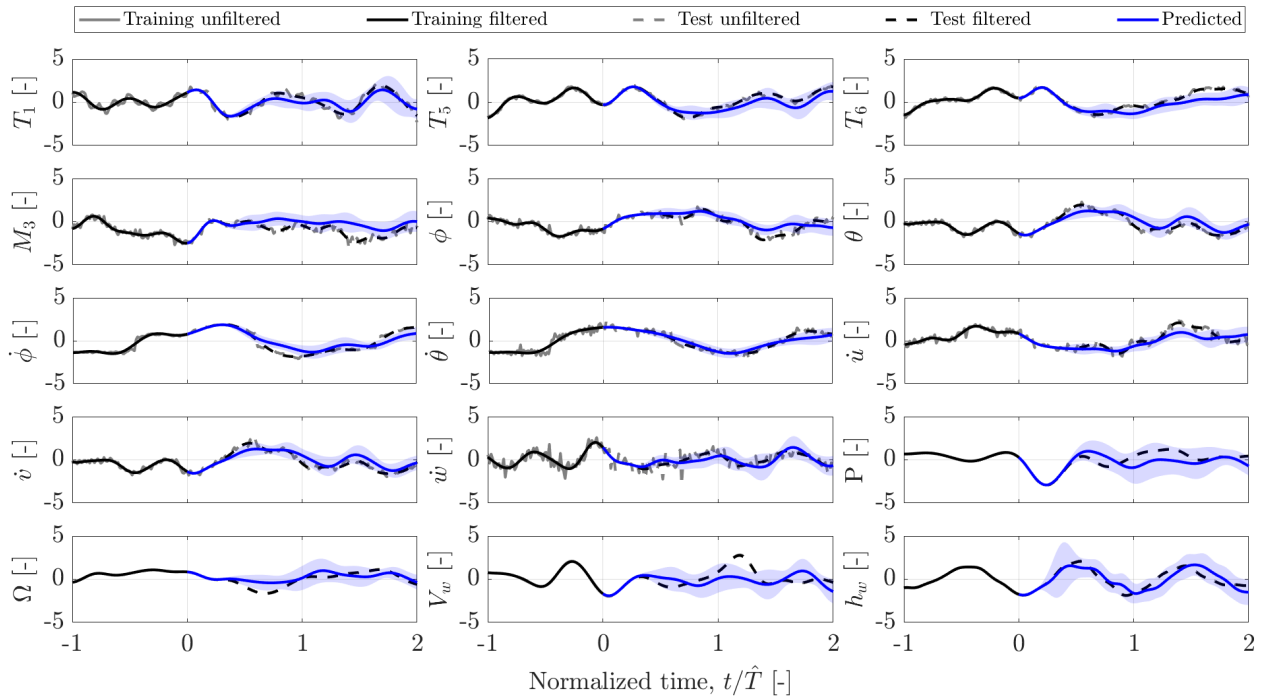 Training unfiltered Training filtered Test unfiltered Test filtered Predicted
5 5 5
T₁ [-] 0 T₅ [-] 0 T₆ [-] 0
-5 -5 -5
5 5 5
M₃ [-] 0 ϕ [-] 0 θ [-] 0
-5 -5 -5
5 5 5
ϕ̇ [-] 0 θ̇ [-] 0 u̇ [-] 0
-5 -5 -5
5 5 5
v̇ [-] 0 ẇ [-] 0 P [-] 0
-5 -5 -5
5 5 5
Ω [-] 0 V_w [-] 0 h_w [-] 0
-5 -5 -5
-1 0 1 2 -1 0 1 2 -1 0 1 2
Normalized time, t/T̂ [-]